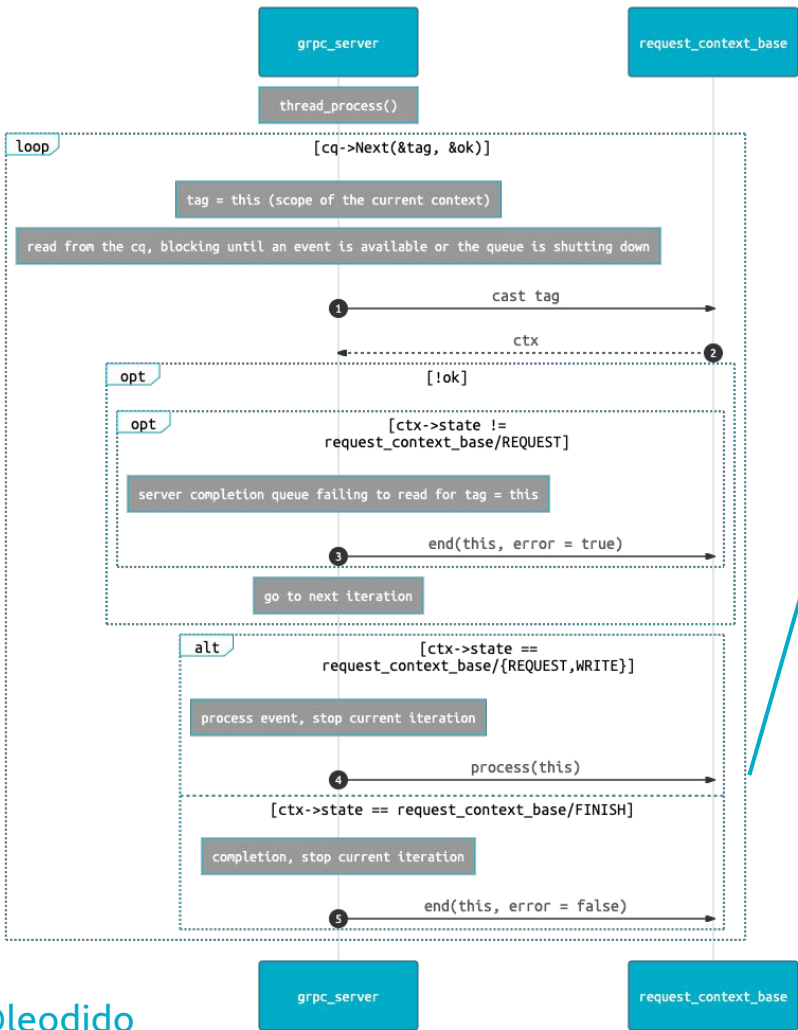 grpc_server
request_context_base
thread_process()
loop
[cq->Next(&tag, &ok)]
tag = this (scope of the current context)
read from the cq, blocking until an event is available or the queue is shutting down
cast tag
1
ctx
2
opt
[!ok]
opt
[ctx->state !=
request_context_base/REQUEST]
server completion queue failing to read for tag = this
end(this, error = true)
3
go to next iteration
alt
[ctx->state ==
request_context_base/{REQUEST,WRITE}]
process event, stop current iteration
process(this)
4
[ctx->state == request_context_base/FINISH]
completion, stop current iteration
end(this, error = false)
5
grpc_server
request_context_base
@leodido